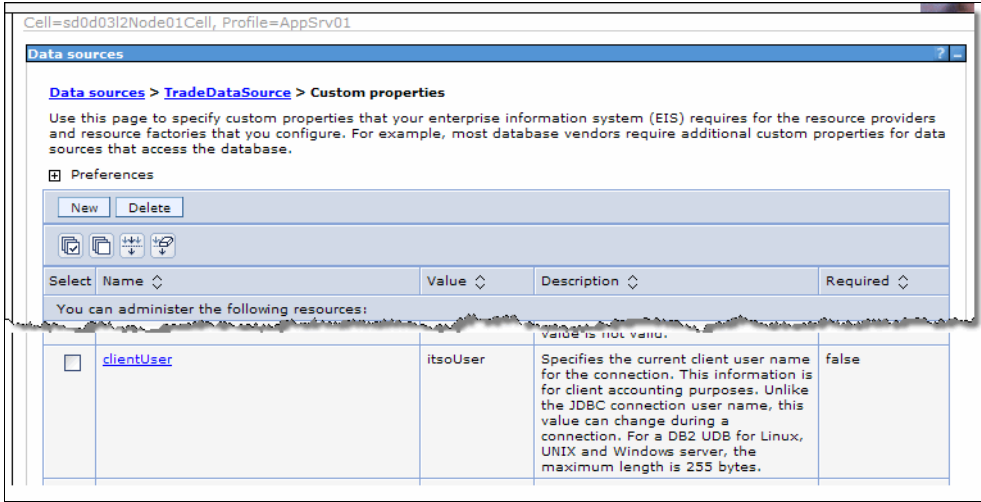 Cell=sd0d03l2Node01Cell, Profile=AppSrv01
Data sources ? –
Data sources > TradeDataSource > Custom properties
Use this page to specify custom properties that your enterprise information system (EIS) requires for the resource providers
and resource factories that you configure. For example, most database vendors require additional custom properties for data
sources that access the database.
Preferences
New Delete
Select Name Value Description Required
You can administer the following resources:
value is not valid.
clientUser itsoUser Specifies the current client user name false
for the connection. This information is
for client accounting purposes. Unlike
the JDBC connection user name, this
value can change during a
connection. For a DB2 UDB for Linux,
UNIX and Windows server, the
maximum length is 255 bytes.